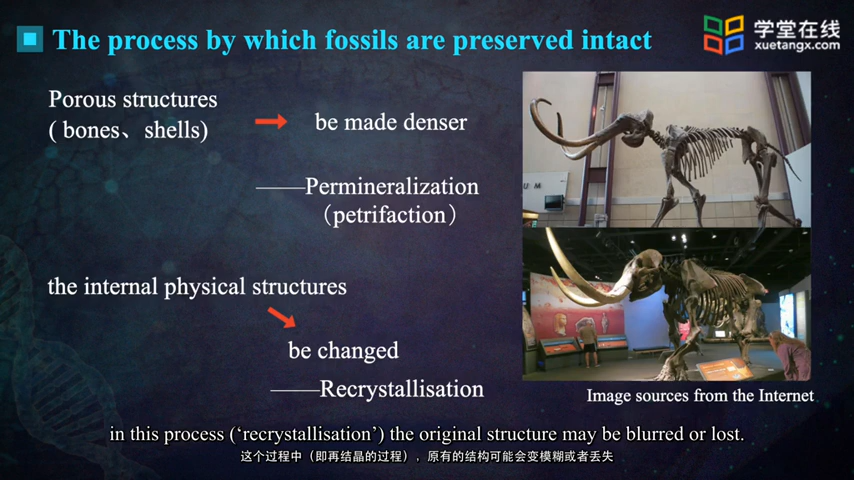 The process by which fossils are preserved intact
学堂在线
xuetangx.com
Porous structures
( bones、shells)
be made denser
——Permineralization
（petrifaction）
the internal physical structures
be changed
——Recrystallisation
U M
Image sources from the Internet
in this process (‘recrystallisation’) the original structure may be blurred or lost.
这个过程中（即再结晶的过程），原有的结构可能会变模糊或者丢失